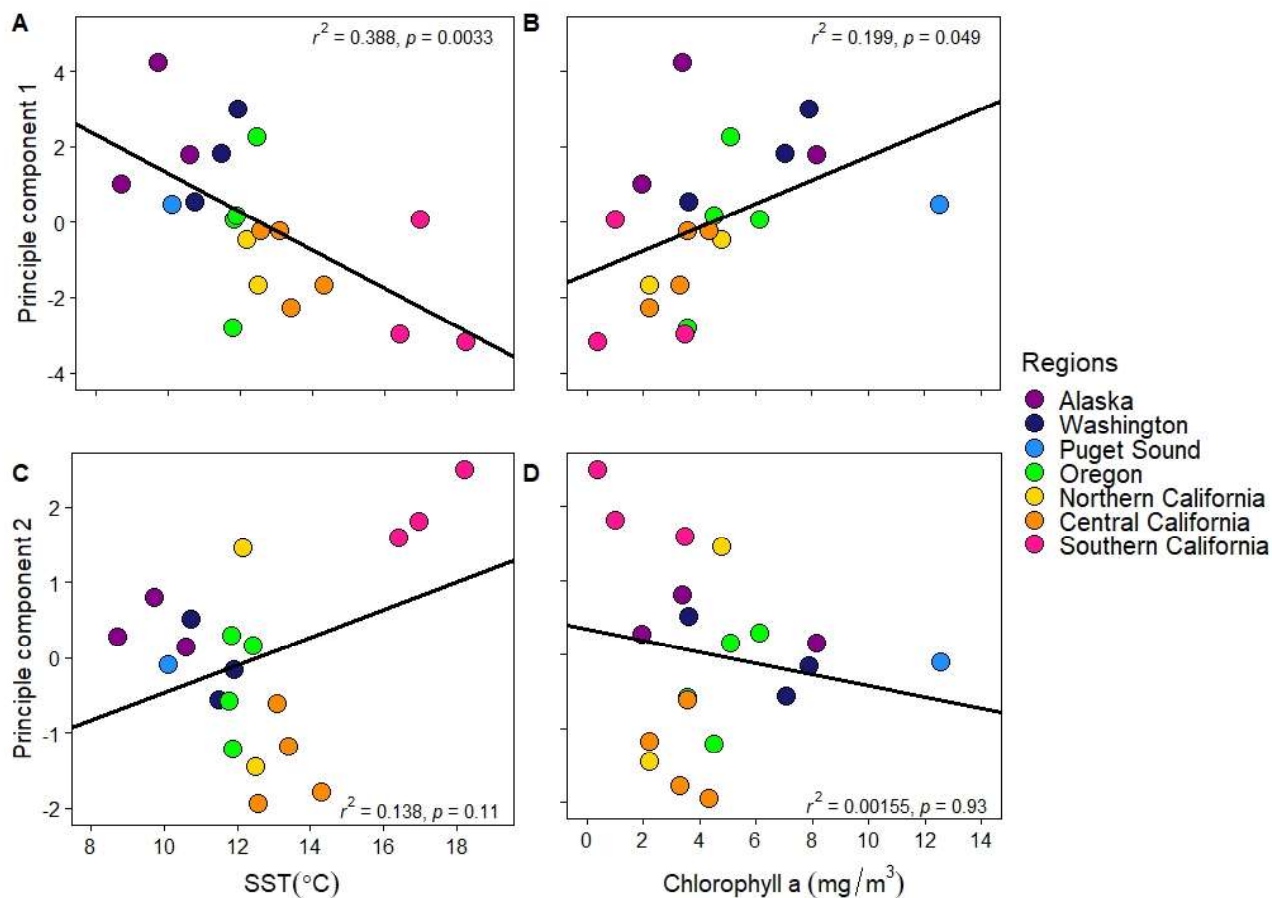 A
r² = 0.388, p = 0.0033
B
r² = 0.199, p = 0.049
Principle component 1
4
2
0
-2
-4
C
D
Principle component 2
2
1
0
-1
-2
r² = 0.138, p = 0.11
r² = 0.00155, p = 0.93
8 10 12 14 16 18
0 2 4 6 8 10 12 14
SST(°C)
Chlorophyll a (mg/m³)
Regions
Alaska
Washington
Puget Sound
Oregon
Northern California
Central California
Southern California